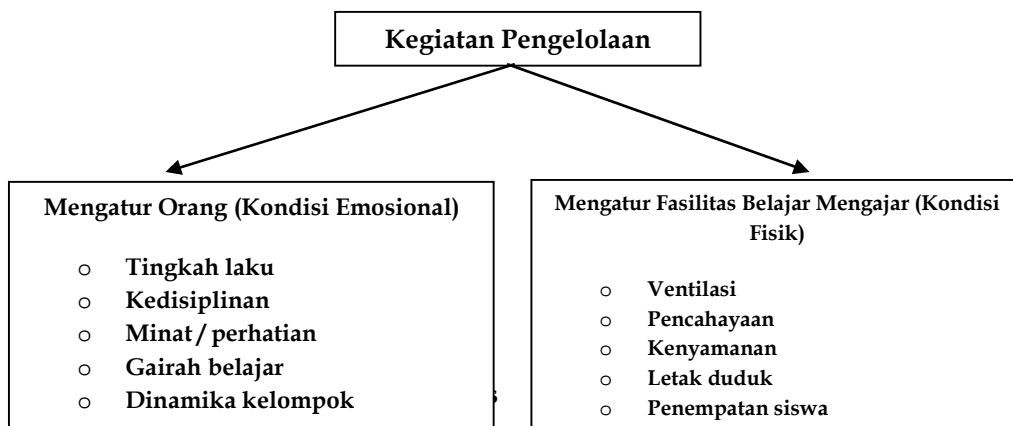 Kegiatan Pengelolaan
Mengatur Orang (Kondisi Emosional)
o Tingkah laku
o Kedisiplinan
o Minat / perhatian
o Gairah belajar
o Dinamika kelompok
Mengatur Fasilitas Belajar Mengajar (Kondisi
Fisik)
o Ventilasi
o Pencahayaan
o Kenyamanan
o Letak duduk
o Penempatan siswa